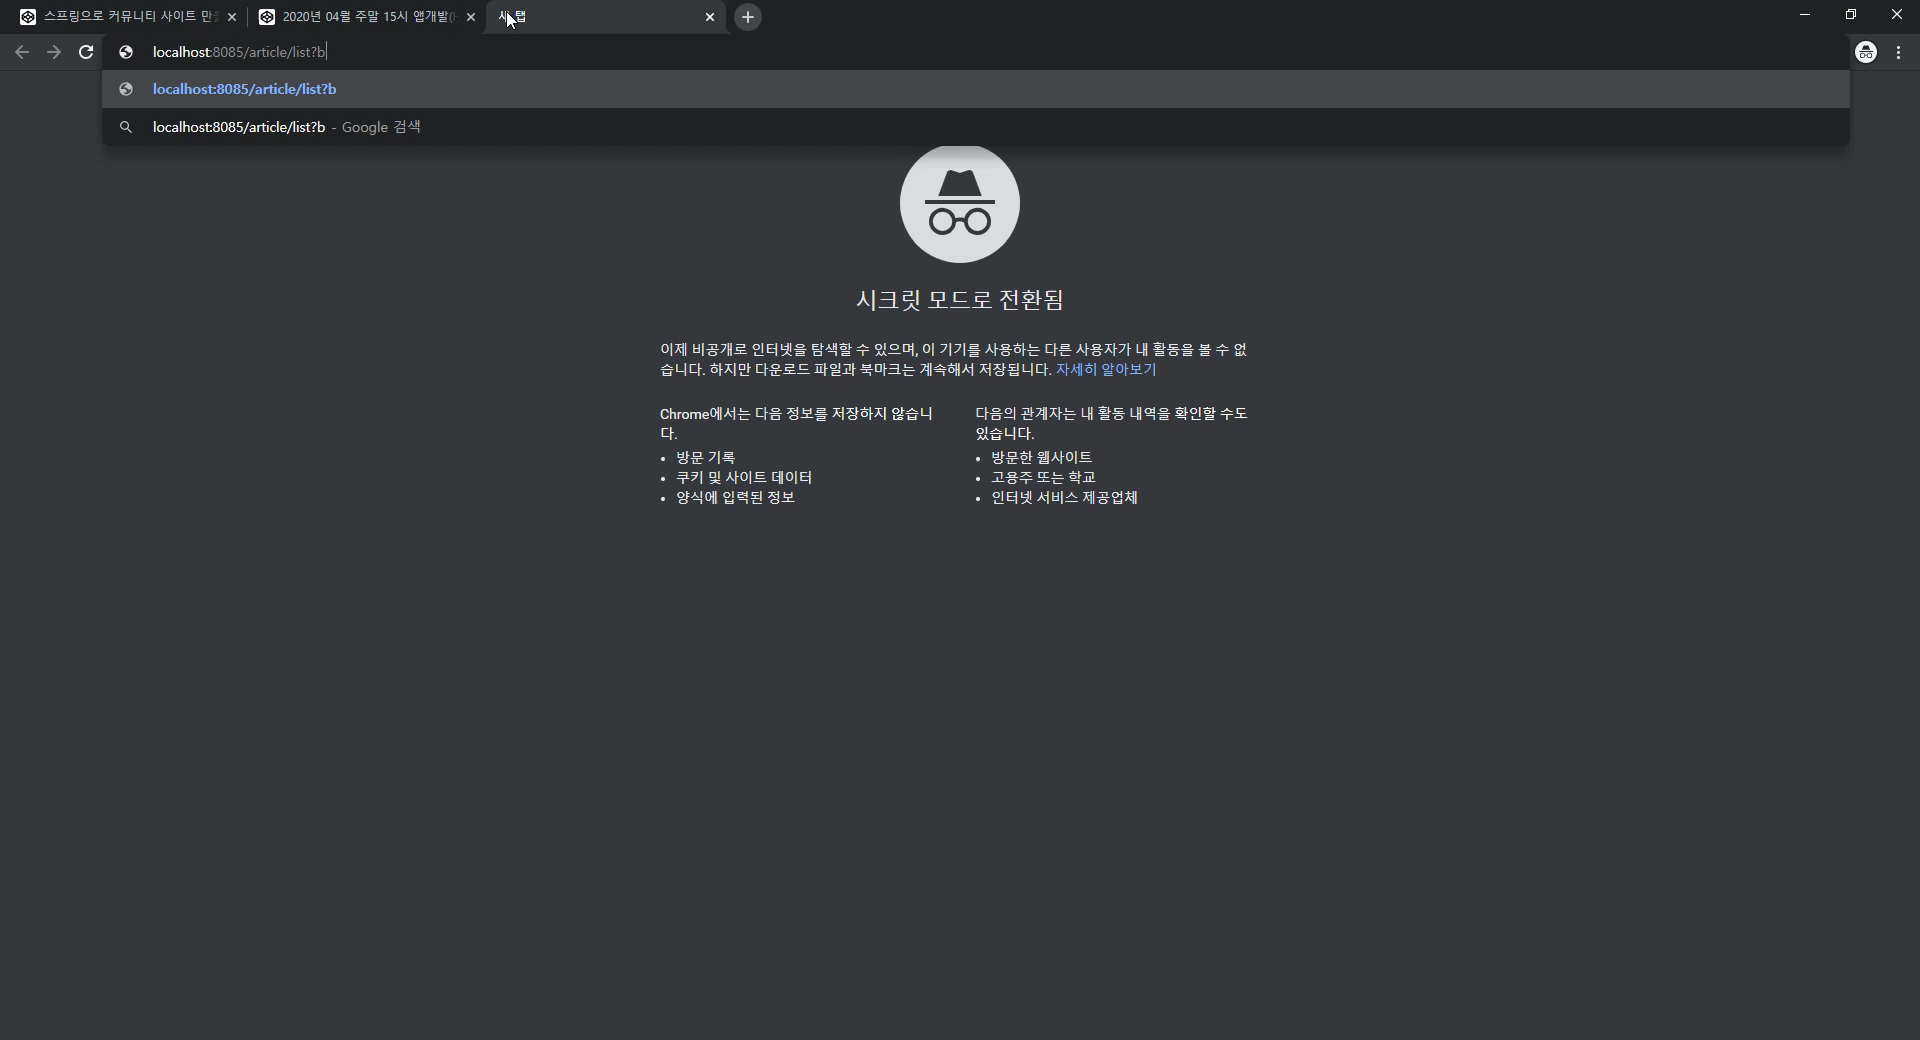 스프링으로 커뮤니티 사이트 만
2020년 04월 주말 15시 앱개발(
새 탭
localhost:8085/article/list?b
localhost:8085/article/list?b
localhost:8085/article/list?b - Google 검색
시크릿 모드로 전환됨
이제 비공개로 인터넷을 탐색할 수 있으며, 이 기기를 사용하는 다른 사용자가 내 활동을 볼 수 없
습니다. 하지만 다운로드 파일과 북마크는 계속해서 저장됩니다. 자세히 알아보기
Chrome에서는 다음 정보를 저장하지 않습니
다.
• 방문 기록
• 쿠키 및 사이트 데이터
• 양식에 입력된 정보
다음의 관계자는 내 활동 내역을 확인할 수도
있습니다.
• 방문한 웹사이트
• 고용주 또는 학교
• 인터넷 서비스 제공업체